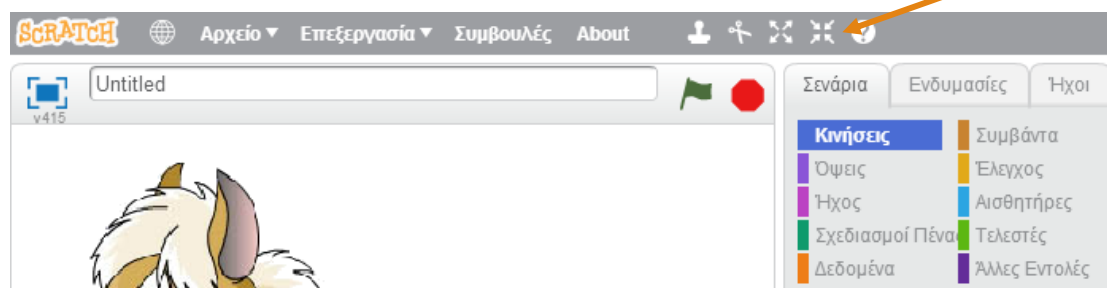 SCRATCH Αρχείο Επεξεργασία Συμβουλές About
Untitled
v415
Σενάρια Ενδυμασίες Ήχοι
Κινήσεις Συμβάντα
Όψεις Έλεγχος
Ήχος Αισθητήρες
Σχεδιασμοί Πένας Τελεστές
Δεδομένα Άλλες Εντολές